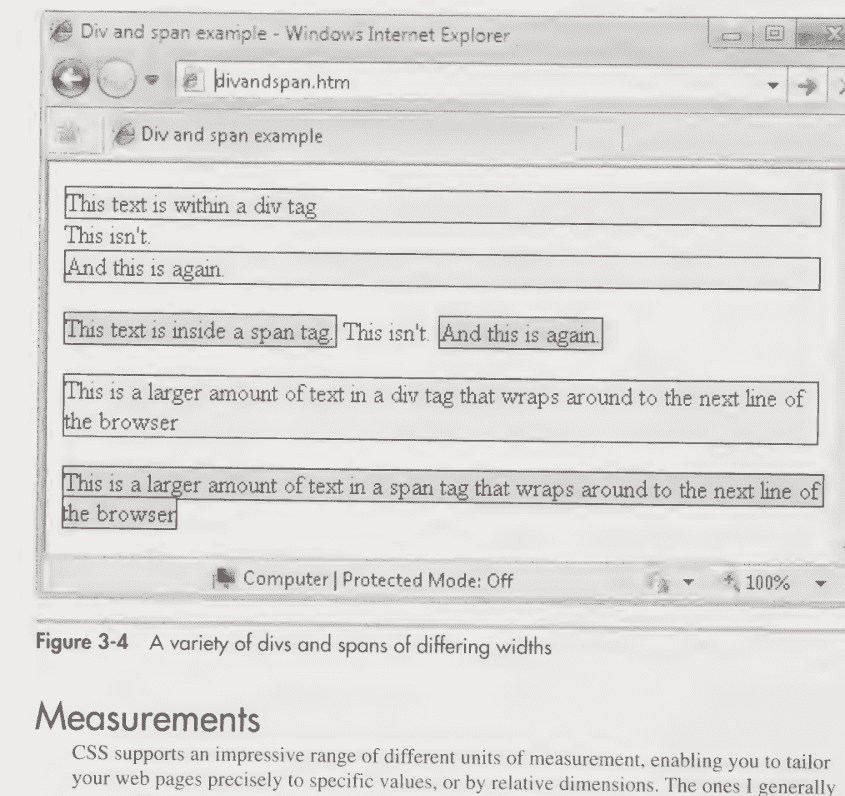 Div and span example - Windows Internet Explorer
divandspan.htm
Div and span example
This text is within a div tag
This isn't.
And this is again.
This text is inside a span tag. This isn't. And this is again.
This is a larger amount of text in a div tag that wraps around to the next line of
the browser
This is a larger amount of text in a span tag that wraps around to the next line of
the browser
Computer | Protected Mode: Off 100%
Figure 3-4 A variety of divs and spans of differing widths
Measurements
CSS supports an impressive range of different units of measurement, enabling you to tailor
your web pages precisely to specific values, or by relative dimensions. The ones I generally